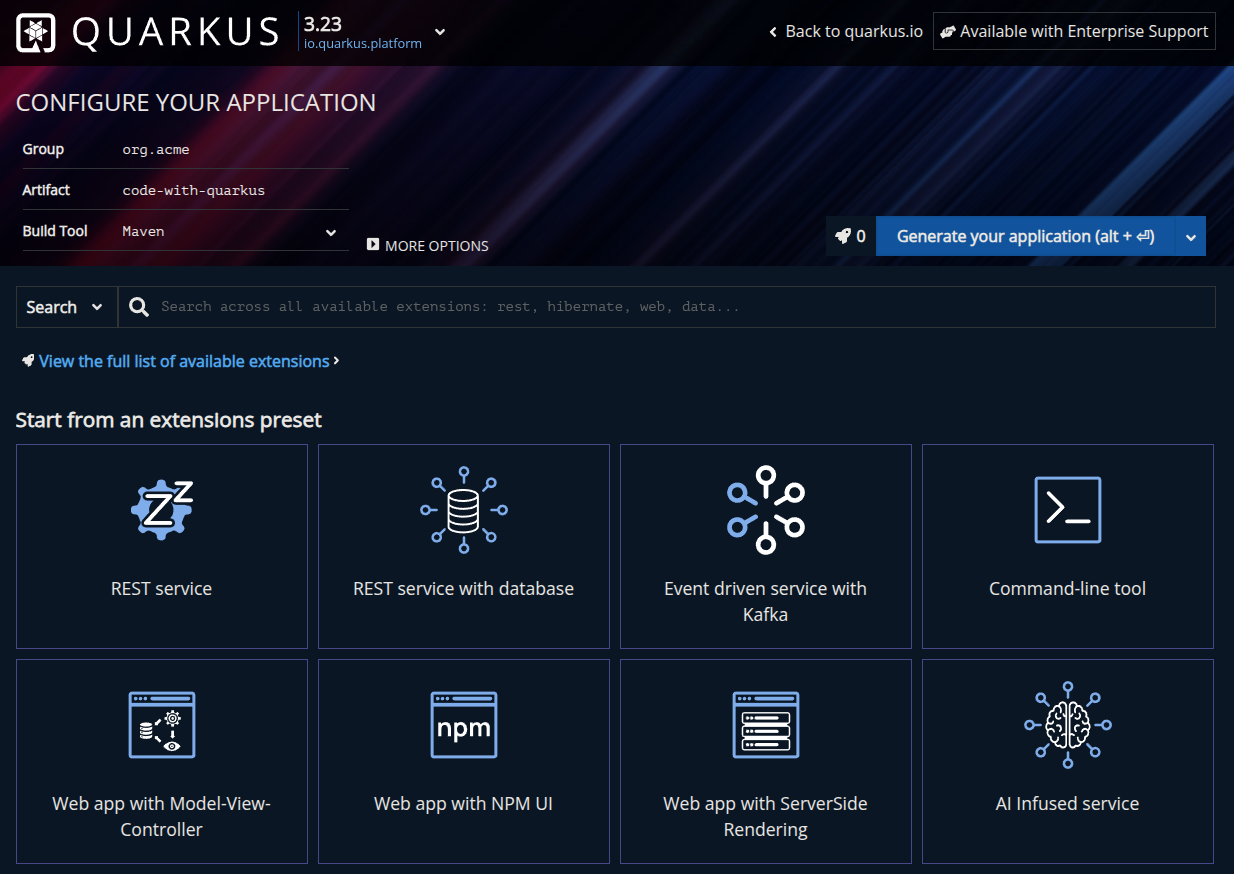 QUARKUS
3.23
io.quarkus.platform
Back to quarkus.io
Available with Enterprise Support
CONFIGURE YOUR APPLICATION
Group org.acme
Artifact code-with-quarkus
Build Tool Maven
MORE OPTIONS
0
Generate your application (alt + ⏎)
Search
Search across all available extensions: rest, hibernate, web, data...
View the full list of available extensions
Start from an extensions preset
REST service
REST service with database
Event driven service with
Kafka
Command-line tool
Web app with Model-View-
Controller
npm
Web app with NPM UI
Web app with ServerSide
Rendering
AI Infused service